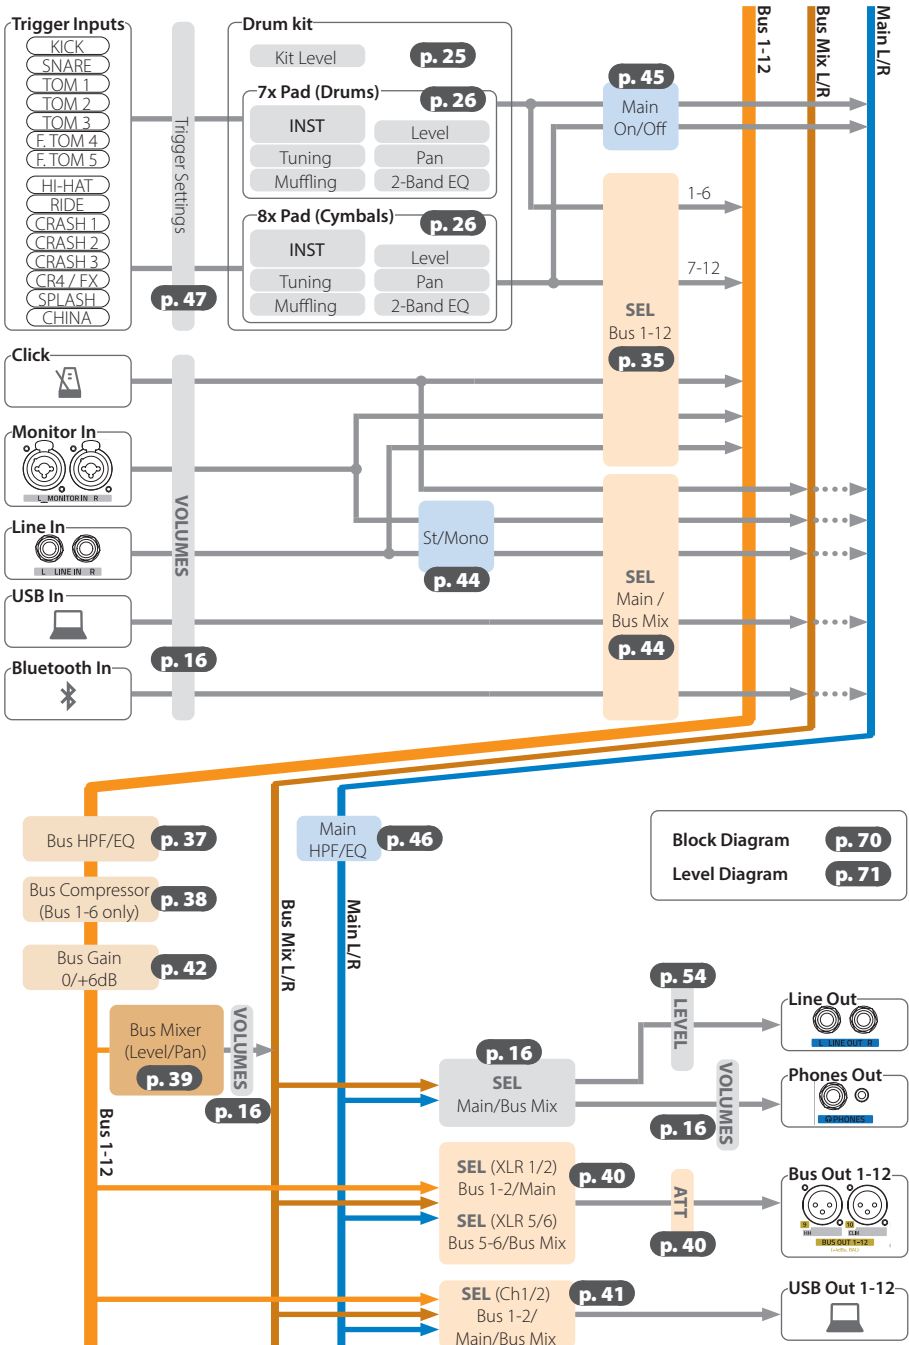 Trigger Inputs
KICK
SNARE
TOM 1
TOM 2
TOM 3
F. TOM 4
F. TOM 5
HI-HAT
RIDE
CRASH 1
CRASH 2
CRASH 3
CR4 / FX
SPLASH
CHINA
Trigger Settings
p. 47
Drum kit
Kit Level
p. 25
7x Pad (Drums)
p. 26
INST
Level
Tuning
Pan
Muffling
2-Band EQ
8x Pad (Cymbals)
p. 26
INST
Level
Tuning
Pan
Muffling
2-Band EQ
p. 45
Main
On/Off
Bus 1-12
Bus Mix L/R
Main L/R
1-6
7-12
SEL
Bus 1-12
p. 35
Click
Monitor In
L MONITOR IN R
Line In
L LINE IN R
USB In
Bluetooth In
VOLUMES
p. 16
St/Mono
p. 44
SEL
Main /
Bus Mix
p. 44
Bus HPF/EQ
p. 37
Bus Compressor
(Bus 1-6 only)
p. 38
Bus Gain
0/+6dB
p. 42
Main
HPF/EQ
p. 46
Block Diagram
p. 70
Level Diagram
p. 71
Bus Mix L/R
Main L/R
Bus Mixer
(Level/Pan)
p. 39
VOLUMES
p. 16
Bus 1-12
p. 16
SEL
Main/Bus Mix
p. 54
LEVEL
Line Out
L LINE OUT R
VOLUMES
p. 16
Phones Out
PHONES
SEL (XLR 1/2)
Bus 1-2/Main
SEL (XLR 5/6)
Bus 5-6/Bus Mix
p. 40
ATT
p. 40
Bus Out 1-12
9
10
HH
BUS OUT 1-12
(+4dBu, BAL)
SEL (Ch1/2)
Bus 1-2/
Main/Bus Mix
p. 41
USB Out 1-12